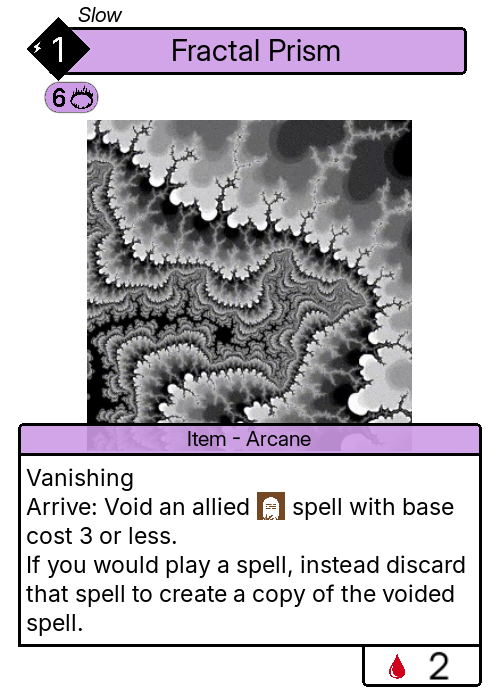 Slow
1
Fractal Prism
6
Item - Arcane
Vanishing
Arrive: Void an allied spell with base
cost 3 or less.
If you would play a spell, instead discard
that spell to create a copy of the voided
spell.
2